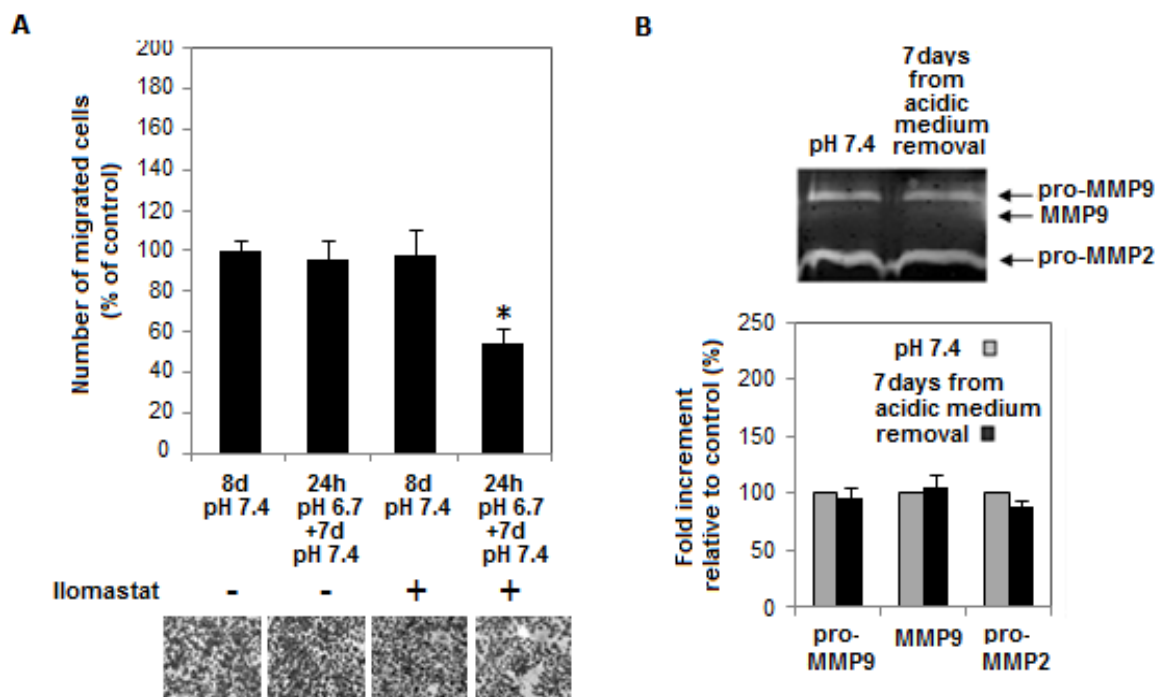 A
200
180
160
140
120
100
80
60
40
20
0
Number of migrated cells
(% of control)
*
8d
pH 7.4
24h
pH 6.7
+7d
pH 7.4
8d
pH 7.4
24h
pH 6.7
+7d
pH 7.4
Ilomastat - - + +
B
pH 7.4
7days
from
acidic
medium
removal
pro-MMP9
MMP9
pro-MMP2
250
200
150
100
50
0
Fold increment
relative to control (%)
pH 7.4
7days from
acidic medium
removal
pro-
MMP9
MMP9
pro-
MMP2